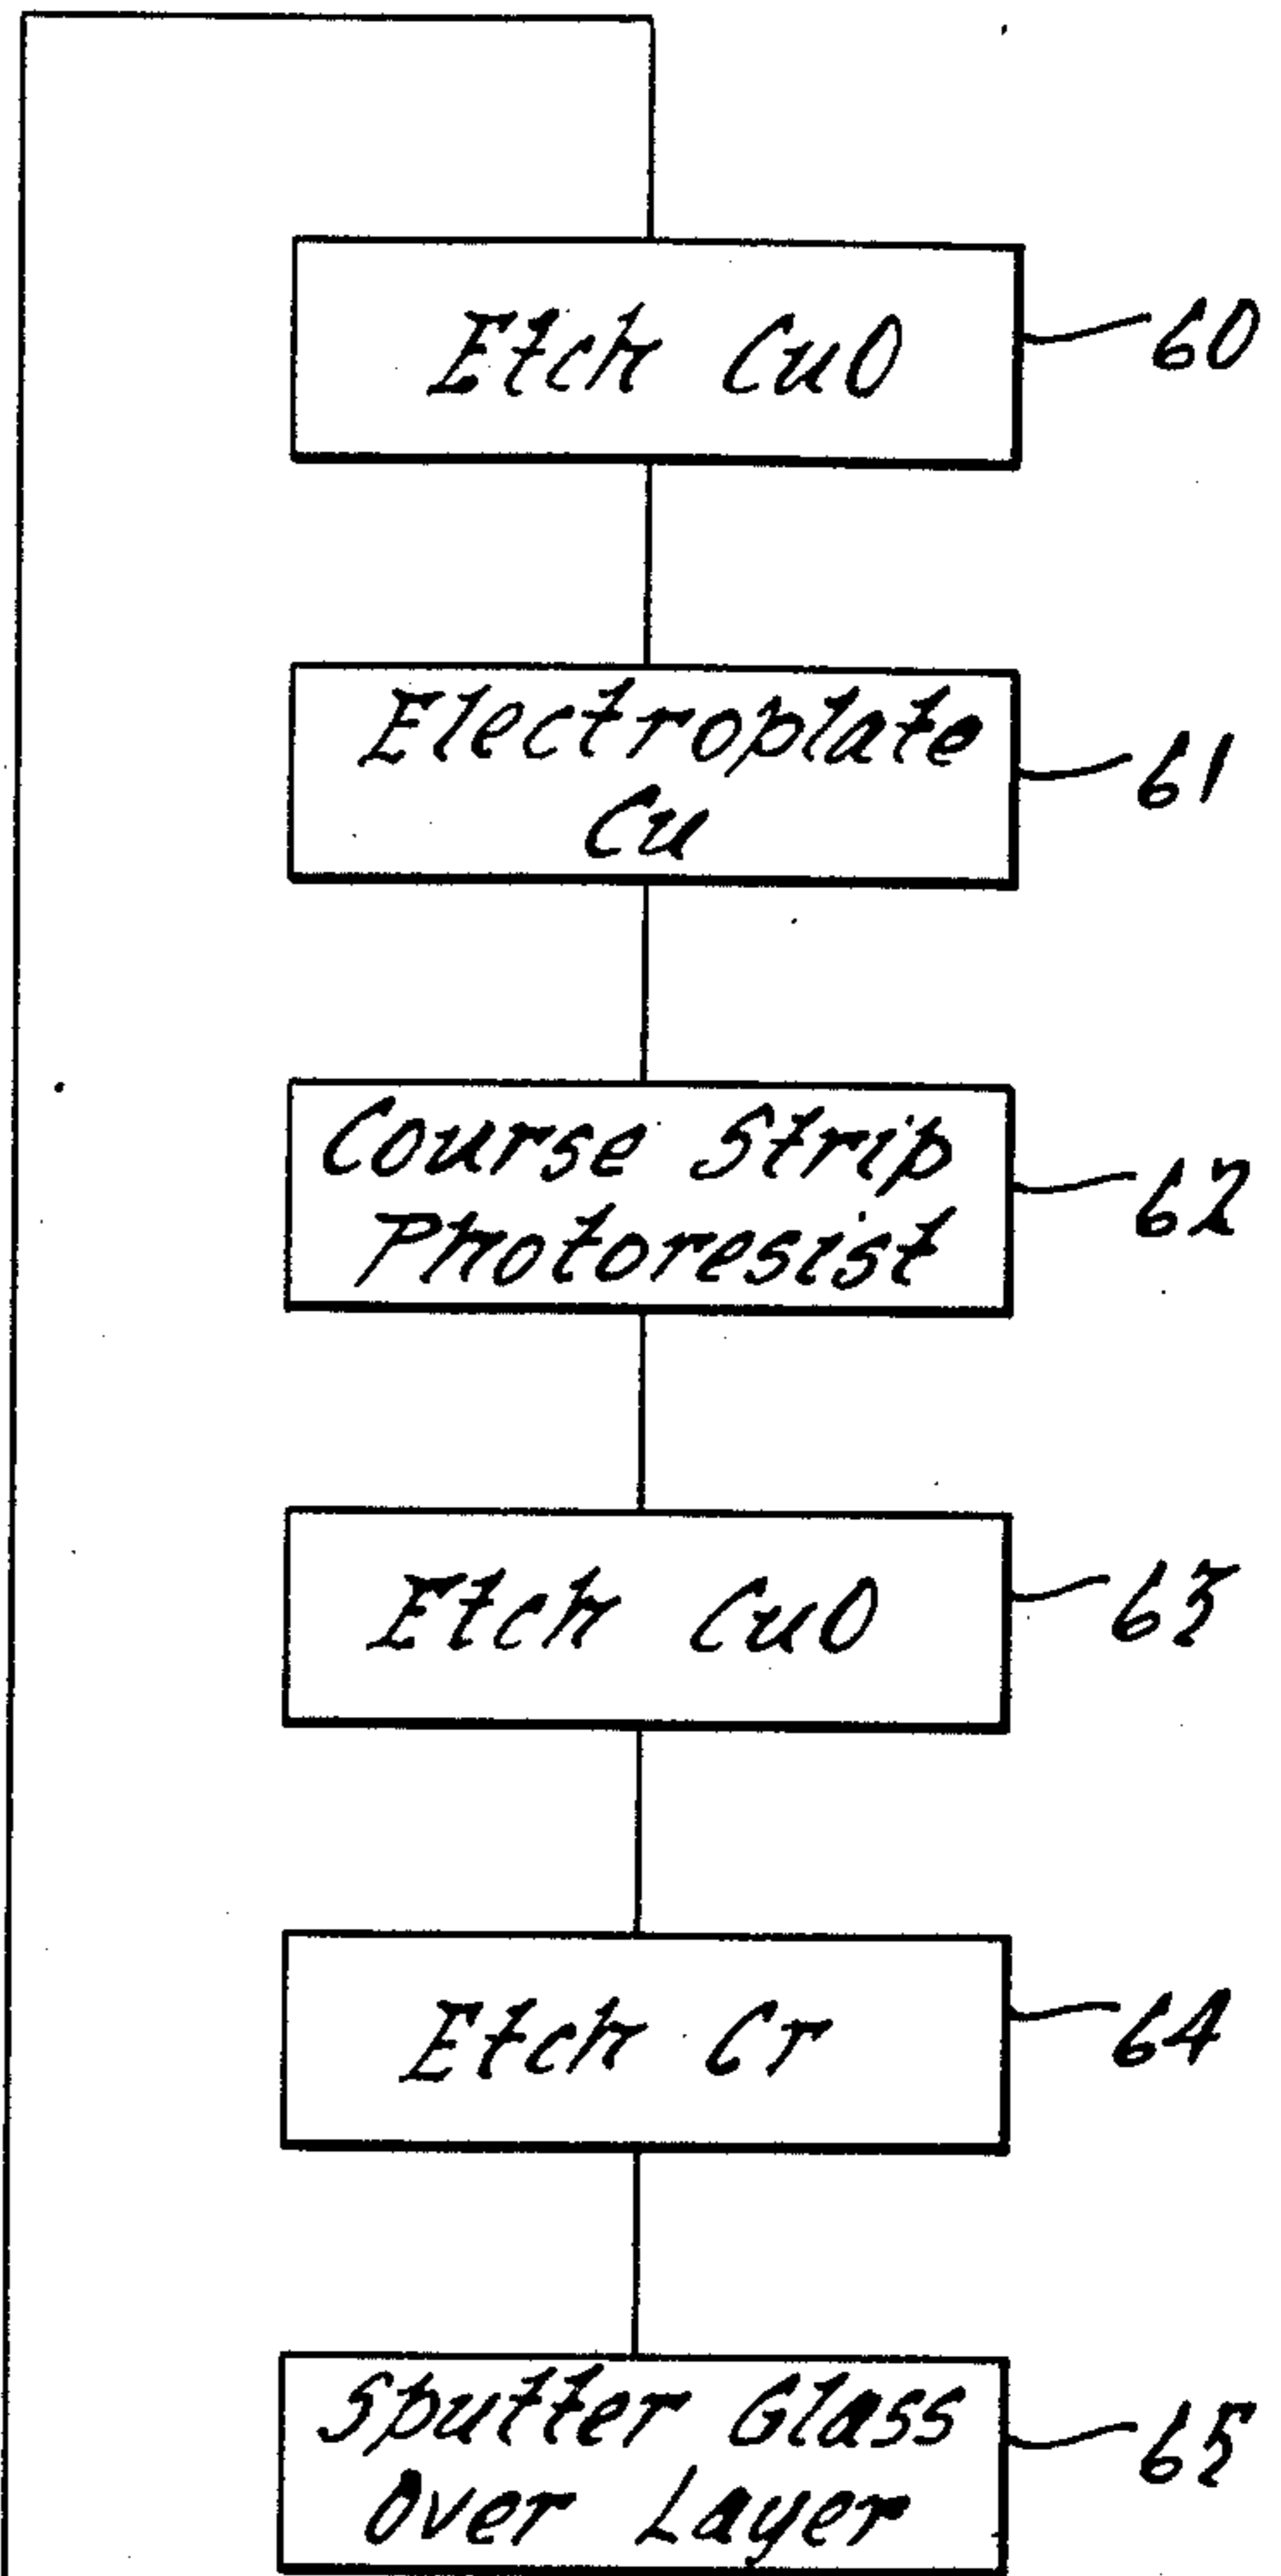 Etch CuO
60
Electroplate
Cu
61
Course Strip
Photoresist
62
Etch CuO
63
Etch Cr
64
Sputter Glass
Over Layer
65